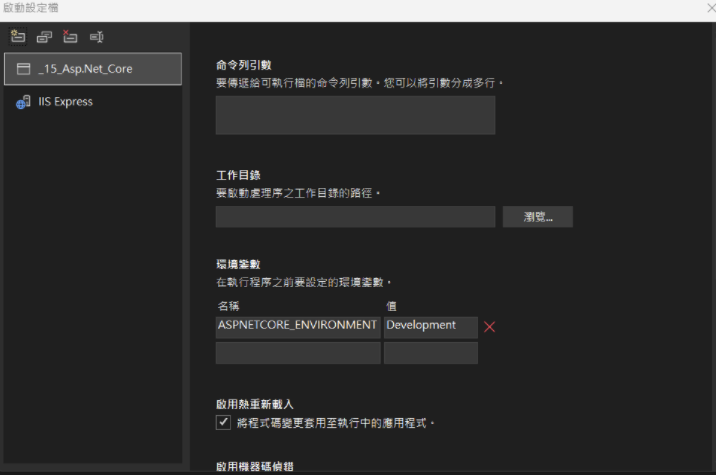 啟動設定檔
_15_Asp.Net_Core
IIS Express
命令列引數
要傳遞給可執行檔的命令列引數。您可以將引數分成多行。
工作目錄
要啟動處理序之工作目錄的路徑。
瀏覽...
環境變數
在執行程序之前要設定的環境變數。
名稱 值
ASPNETCORE_ENVIRONMENT Development
啟用熱重新載入
將程式碼變更套用至執行中的應用程式。
啟用機器碼偵錯